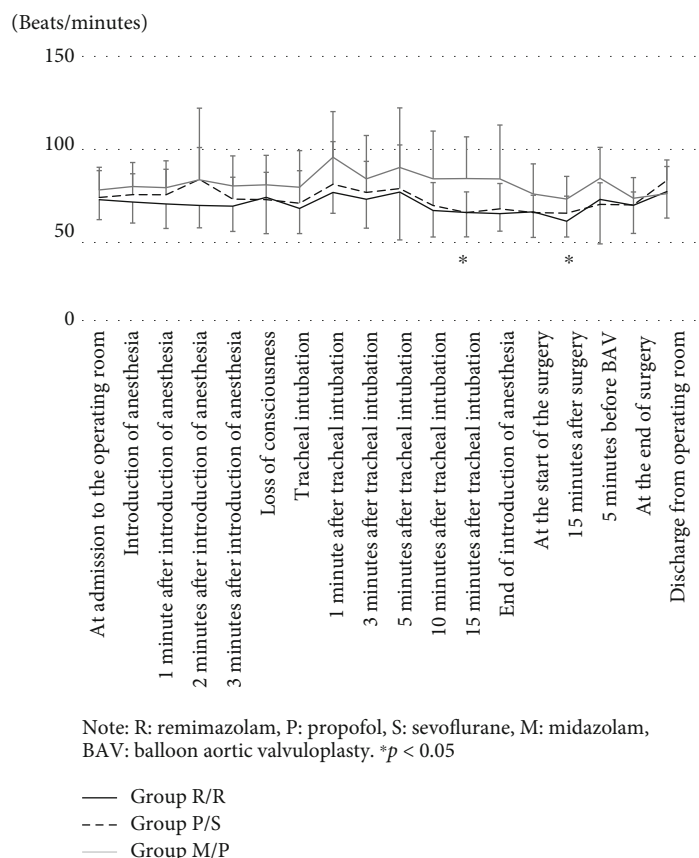 (Beats/minutes)
150
100
50
0
*
*
At admission to the operating room
Introduction of anesthesia
1 minute after introduction of anesthesia
2 minutes after introduction of anesthesia
3 minutes after introduction of anesthesia
Loss of consciousness
Tracheal intubation
1 minute after tracheal intubation
3 minutes after tracheal intubation
5 minutes after tracheal intubation
10 minutes after tracheal intubation
15 minutes after tracheal intubation
End of introduction of anesthesia
At the start of the surgery
15 minutes after surgery
5 minutes before BAV
At the end of surgery
Discharge from operating room
Note: R: remimazolam, P: propofol, S: sevoflurane, M: midazolam,
BAV: balloon aortic valvuloplasty. *p < 0.05
Group R/R
Group P/S
Group M/P